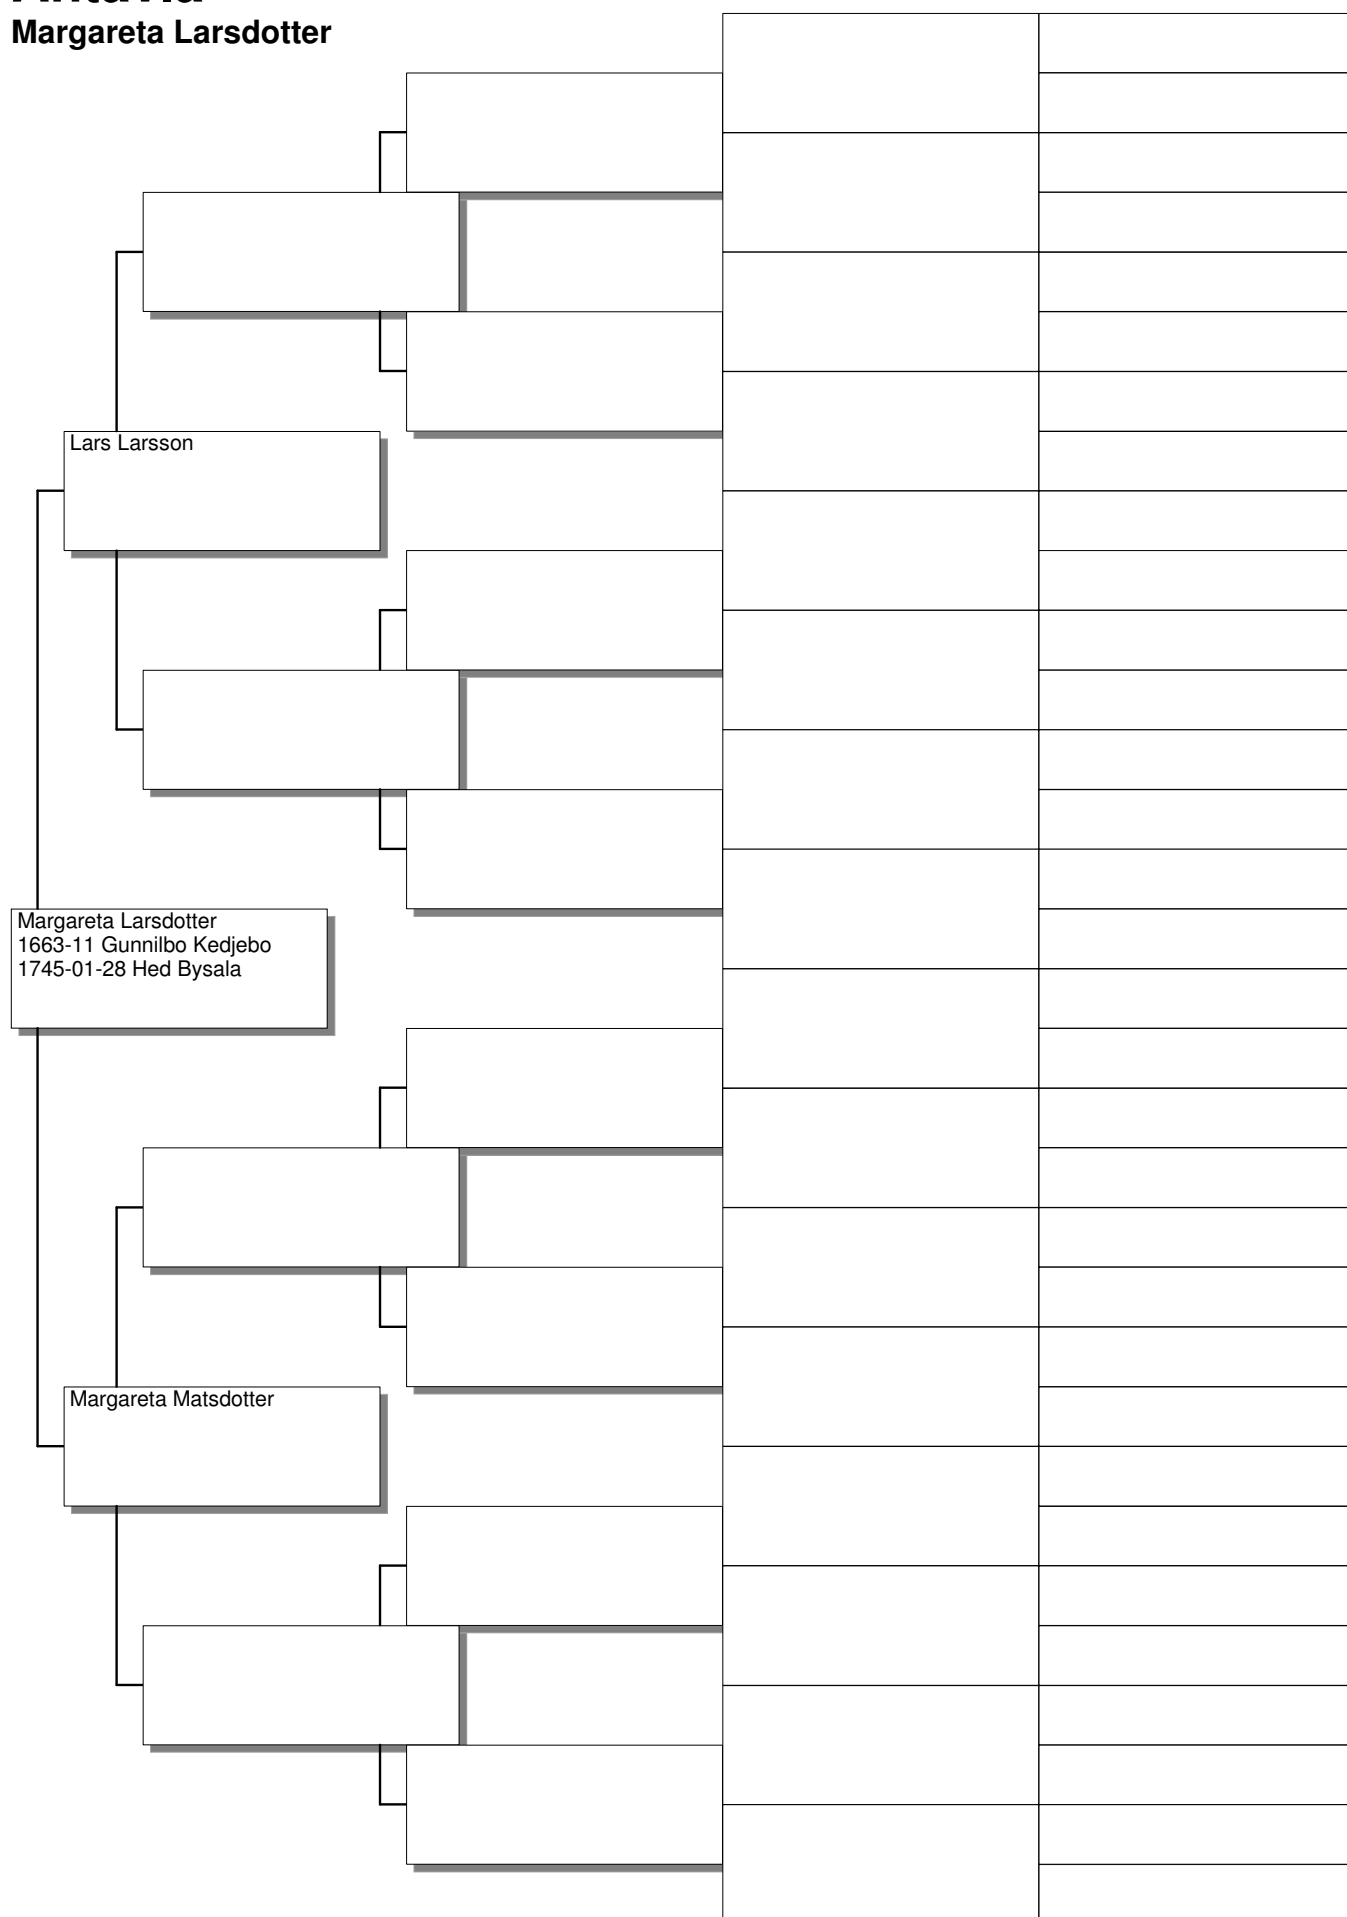 Margareta Larsdotter
Lars Larsson
Margareta Larsdotter
1663-11 Gunnilbo Kedjebo
1745-01-28 Hed Bysala
Margareta Matsdotter